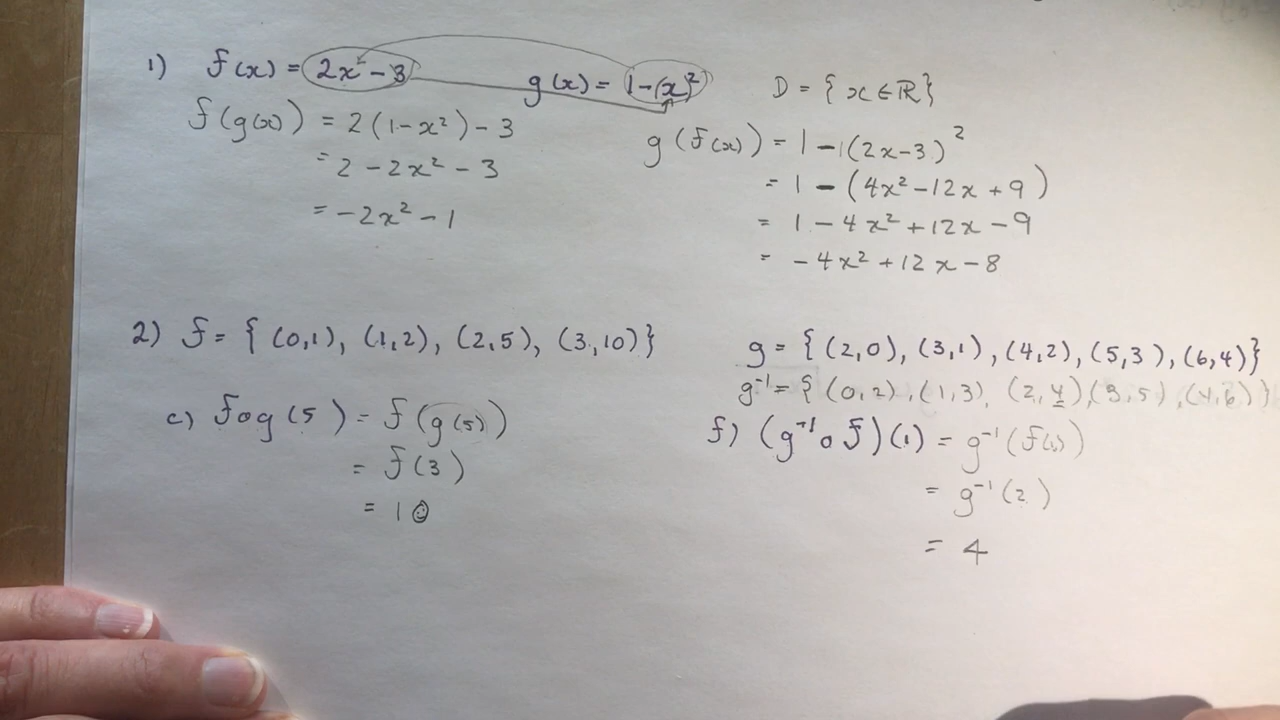 1) f(x) = 2x - 3 g(x) = 1-(x)² D = { x ∈ ℝ }
f(g(x)) = 2(1-x²) - 3
= 2 - 2x² - 3
= -2x² - 1
g(f(x)) = 1 - (2x-3)²
= 1 - (4x² - 12x + 9)
= 1 - 4x² + 12x - 9
= -4x² + 12x - 8
2) f = { (0,1), (1,2), (2,5), (3,10) }
g = { (2,0), (3,1), (4,2), (5,3), (6,4) }
g⁻¹ = { (0,2), (1,3), (2,4), (3,5), (4,6) }
c) f∘g(5) = f(g(5))
= f(3)
= 10
f) (g⁻¹∘f)(1) = g⁻¹(f(1))
= g⁻¹(2)
= 4